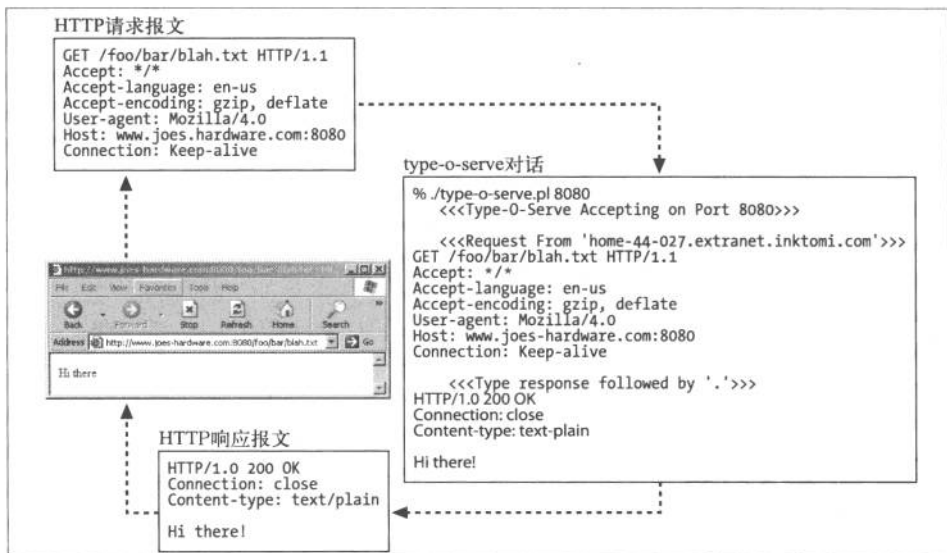 HTTP请求报文
GET /foo/bar/blah.txt HTTP/1.1
Accept: */*
Accept-language: en-us
Accept-encoding: gzip, deflate
User-agent: Mozilla/4.0
Host: www.joes.hardware.com:8080
Connection: Keep-alive
type-o-serve对话
% ./type-o-serve.pl 8080
<<<Type-O-Serve Accepting on Port 8080>>>
<<<Request From 'home-44-027.extranet.inktomi.com'>>>
GET /foo/bar/blah.txt HTTP/1.1
Accept: */*
Accept-language: en-us
Accept-encoding: gzip, deflate
User-agent: Mozilla/4.0
Host: www.joes-hardware.com:8080
Connection: Keep-alive
<<<Type response followed by '.'>>>
HTTP/1.0 200 OK
Connection: close
Content-type: text-plain
Hi there!
File Edit View Favorites Tools Help
Back Forward Stop Refresh Home Search
Address http://www.joes-hardware.com:8080/foo/bar/blah.txt Go
Hi there
HTTP响应报文
HTTP/1.0 200 OK
Connection: close
Content-type: text/plain
Hi there!